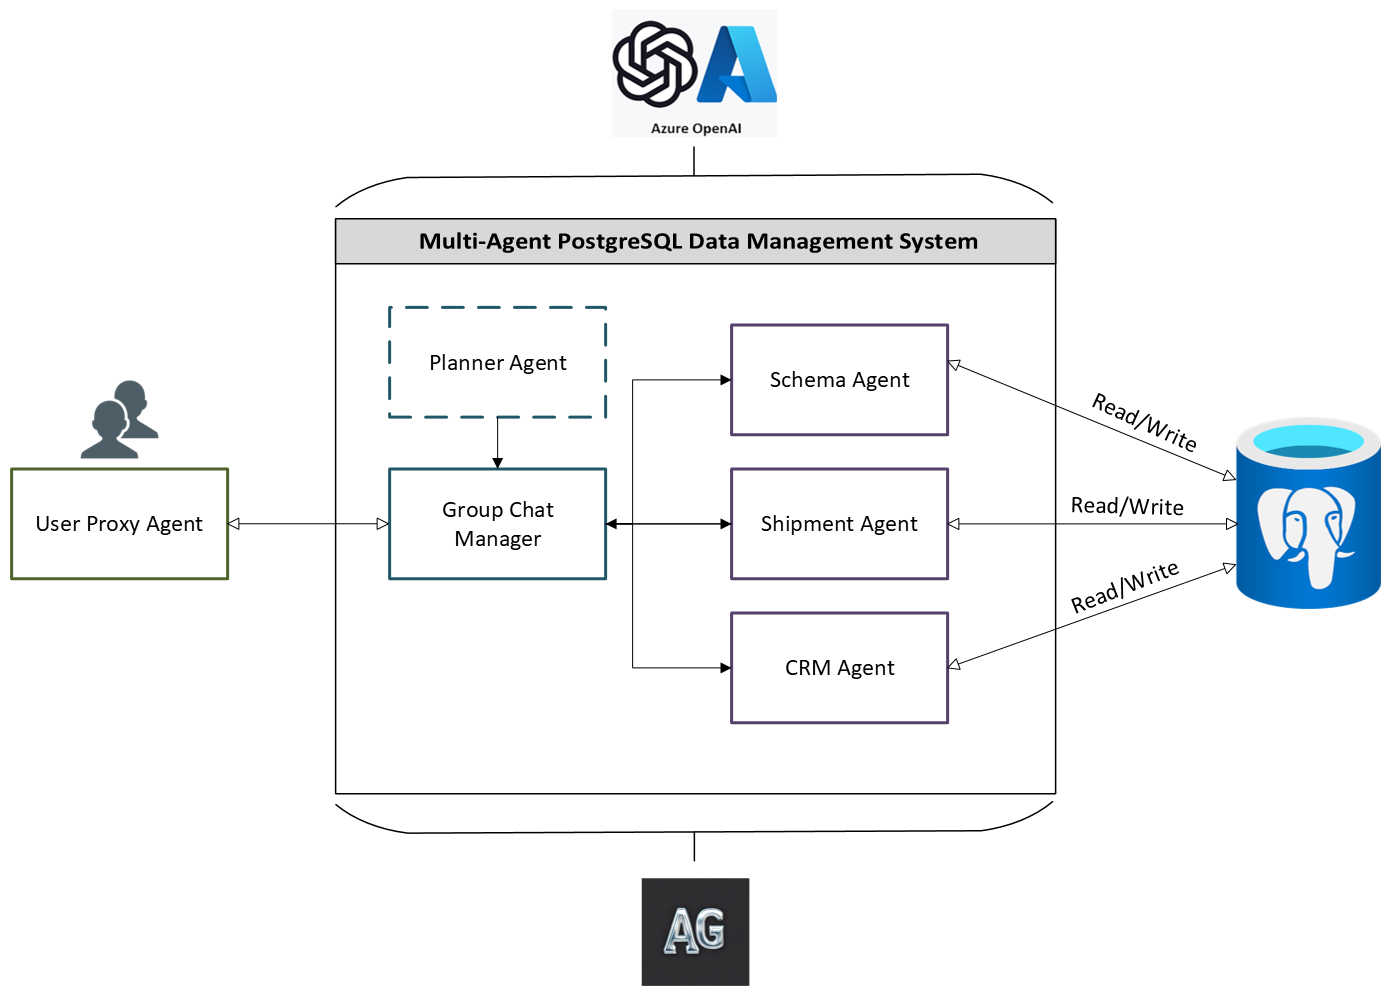 Azure OpenAI
Multi-Agent PostgreSQL Data Management System
Planner Agent
Schema Agent
Read/Write
User Proxy Agent
Group Chat
Manager
Shipment Agent
Read/Write
Read/Write
CRM Agent
AG